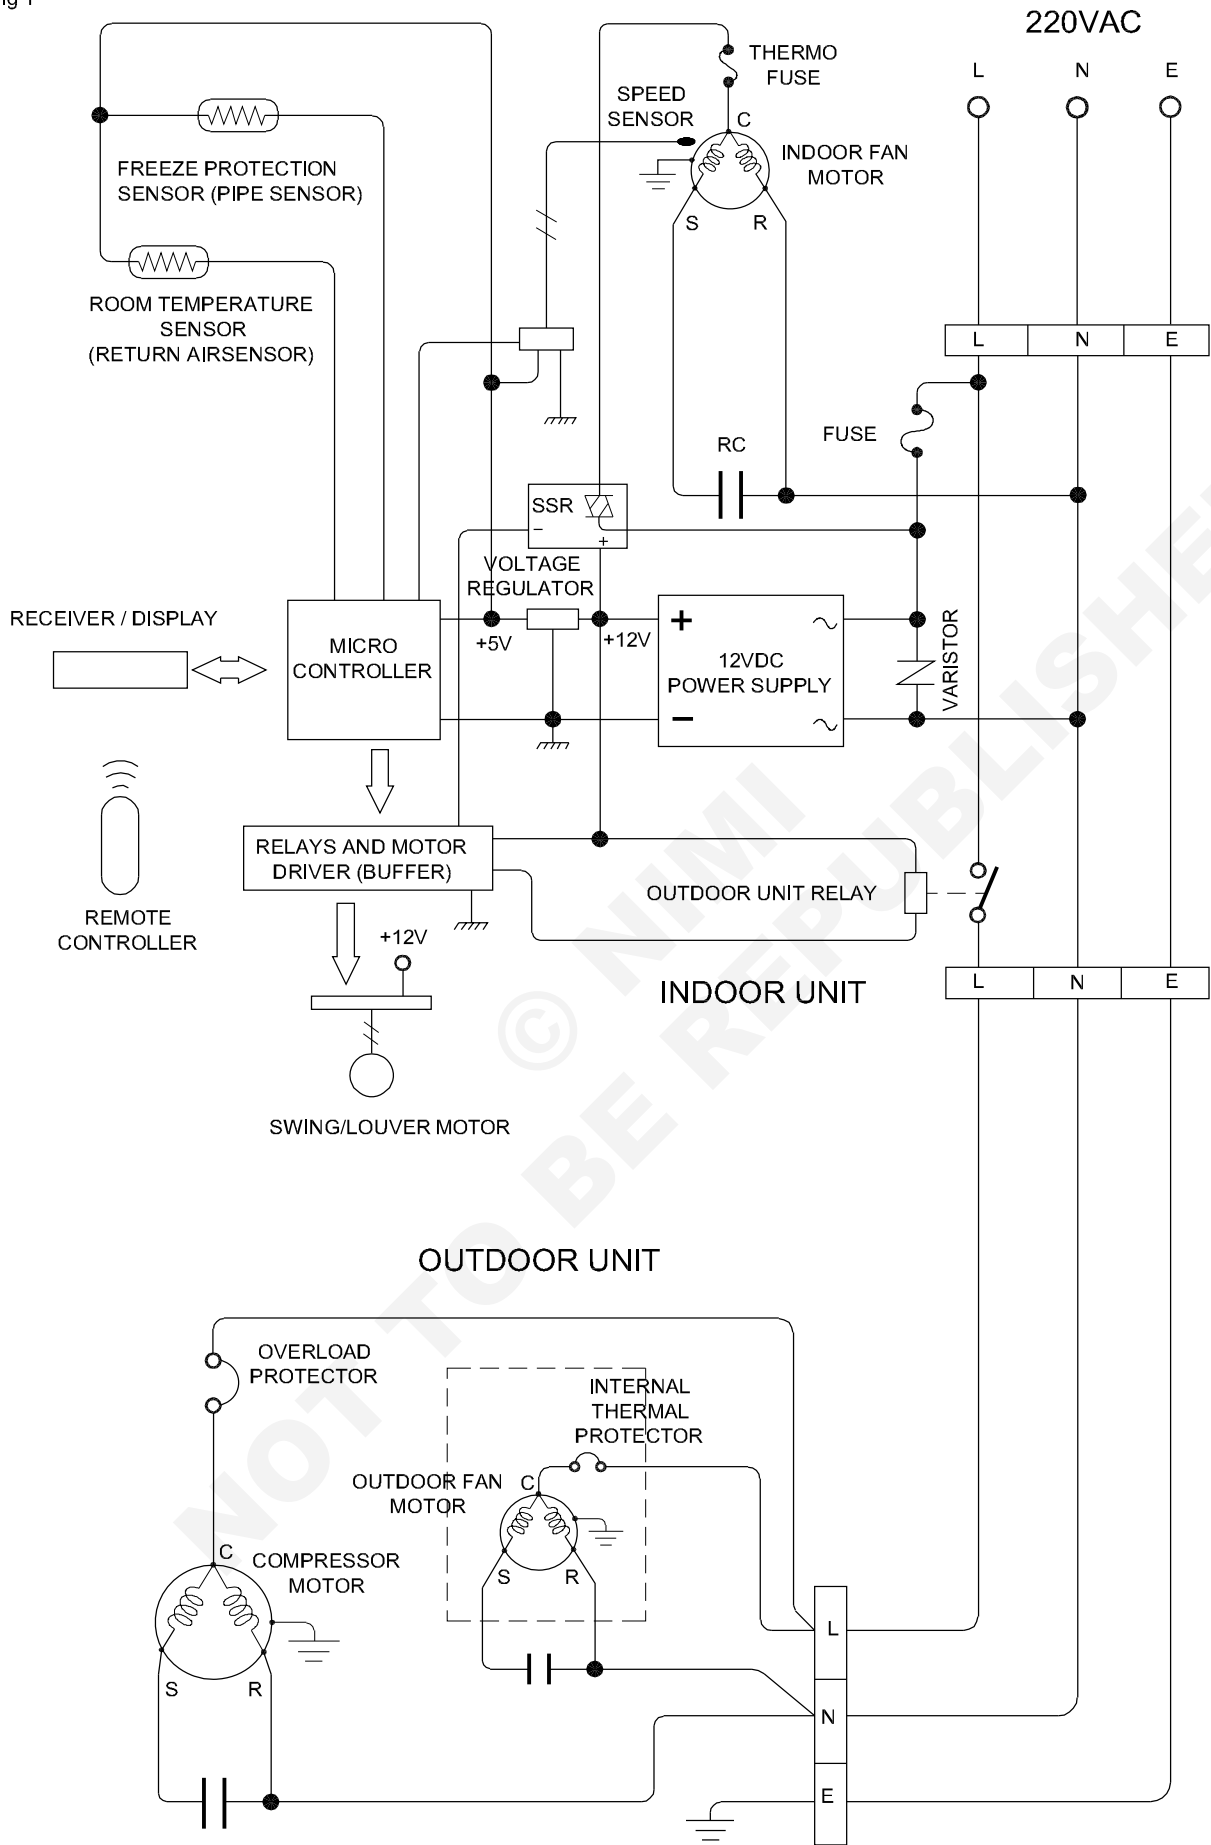 220VAC
L N E
THERMO
FUSE
SPEED
SENSOR
C
INDOOR FAN
MOTOR
S R
FREEZE PROTECTION
SENSOR (PIPE SENSOR)
ROOM TEMPERATURE
SENSOR
(RETURN AIRSENSOR)
L N E
FUSE
RC
SSR
−
+
VOLTAGE
REGULATOR
RECEIVER / DISPLAY
MICRO
CONTROLLER
+5V
+12V
+
12VDC
POWER SUPPLY
−
VARISTOR
RELAYS AND MOTOR
DRIVER (BUFFER)
OUTDOOR UNIT RELAY
REMOTE
CONTROLLER
+12V
INDOOR UNIT
L N E
SWING/LOUVER MOTOR
OUTDOOR UNIT
OVERLOAD
PROTECTOR
INTERNAL
THERMAL
PROTECTOR
OUTDOOR FAN
MOTOR
C
S R
C
COMPRESSOR
MOTOR
S R
L
N
E
© NIMI
NOT TO BE REPUBLISHE